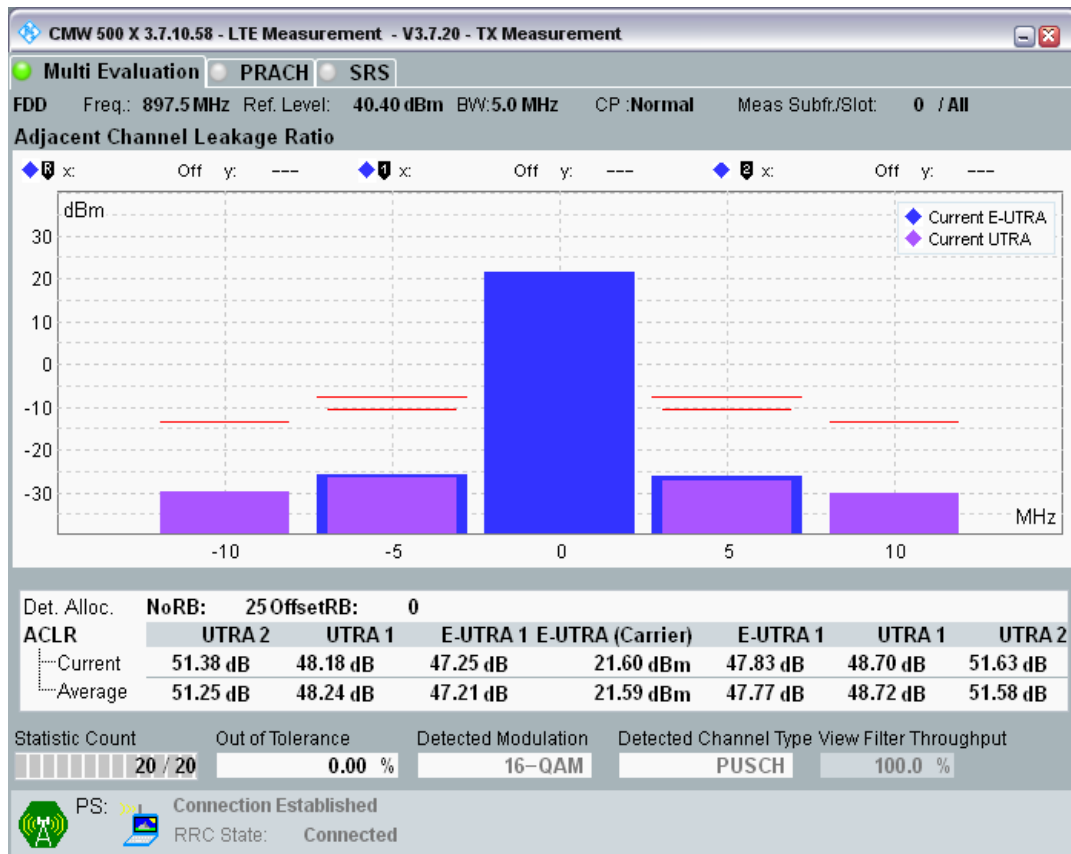 CMW 500 X 3.7.10.58 - LTE Measurement - V3.7.20 - TX Measurement
Multi Evaluation PRACH SRS
FDD Freq.: 897.5 MHz Ref. Level: 40.40 dBm BW:5.0 MHz CP :Normal Meas Subfr./Slot: 0 / All
Adjacent Channel Leakage Ratio
R x: Off y: --- 1 x: Off y: --- 2 x: Off y: ---
dBm
Current E-UTRA
Current UTRA
30
20
10
0
-10
-20
-30
MHz
-10 -5 0 5 10
Det. Alloc. NoRB: 25 OffsetRB: 0
ACLR UTRA 2 UTRA 1 E-UTRA 1 E-UTRA (Carrier) E-UTRA 1 UTRA 1 UTRA 2
Current 51.38 dB 48.18 dB 47.25 dB 21.60 dBm 47.83 dB 48.70 dB 51.63 dB
Average 51.25 dB 48.24 dB 47.21 dB 21.59 dBm 47.77 dB 48.72 dB 51.58 dB
Statistic Count Out of Tolerance Detected Modulation Detected Channel Type View Filter Throughput
20 / 20 0.00 % 16-QAM PUSCH 100.0 %
PS: Connection Established
RRC State: Connected